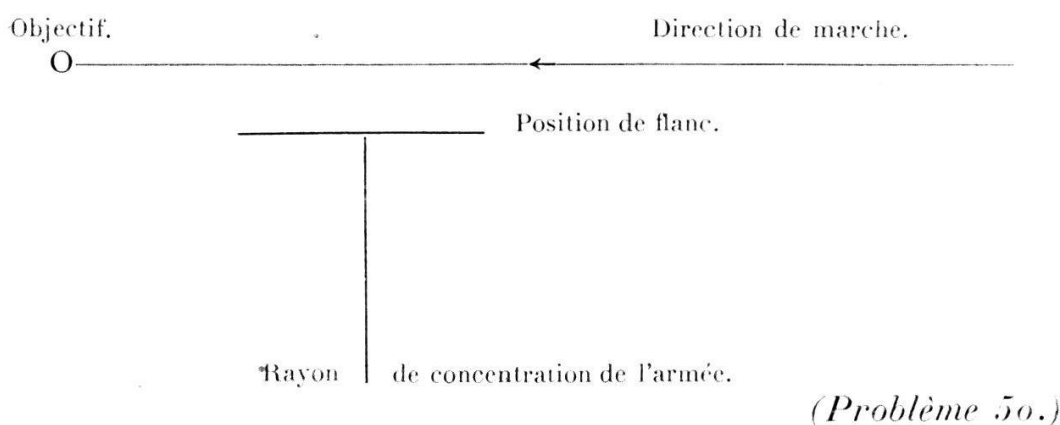 Objectif. Direction de marche.
O
Position de flanc.
Rayon de concentration de l'armée.
(Problème 50.)